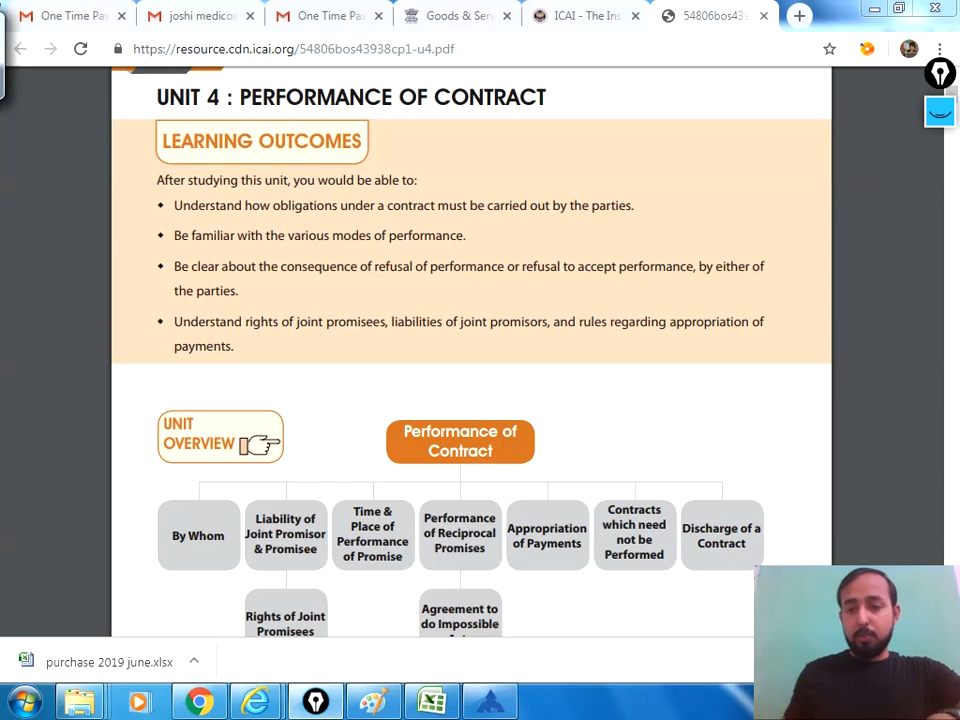 One Time Pas
joshi medicos
One Time Pas
Goods & Serv
ICAI - The Ins
54806bos439
https://resource.cdn.icai.org/54806bos43938cp1-u4.pdf
UNIT 4 : PERFORMANCE OF CONTRACT
LEARNING OUTCOMES
After studying this unit, you would be able to:
Understand how obligations under a contract must be carried out by the parties.
Be familiar with the various modes of performance.
Be clear about the consequence of refusal of performance or refusal to accept performance, by either of
the parties.
Understand rights of joint promisees, liabilities of joint promisors, and rules regarding appropriation of
payments.
UNIT
OVERVIEW
Performance of
Contract
By Whom
Liability of
Joint Promisor
& Promisee
Time &
Place of
Performance
of Promise
Performance
of Reciprocal
Promises
Appropriation
of Payments
Contracts
which need
not be
Performed
Discharge of a
Contract
Rights of Joint
Promisees
Agreement to
do Impossible
purchase 2019 june.xlsx